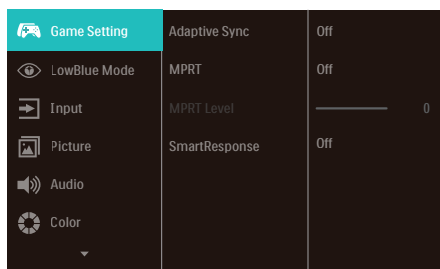 Game Setting Adaptive Sync Off
LowBlue Mode MPRT Off
Input MPRT Level 0
Picture SmartResponse Off
Audio
Color